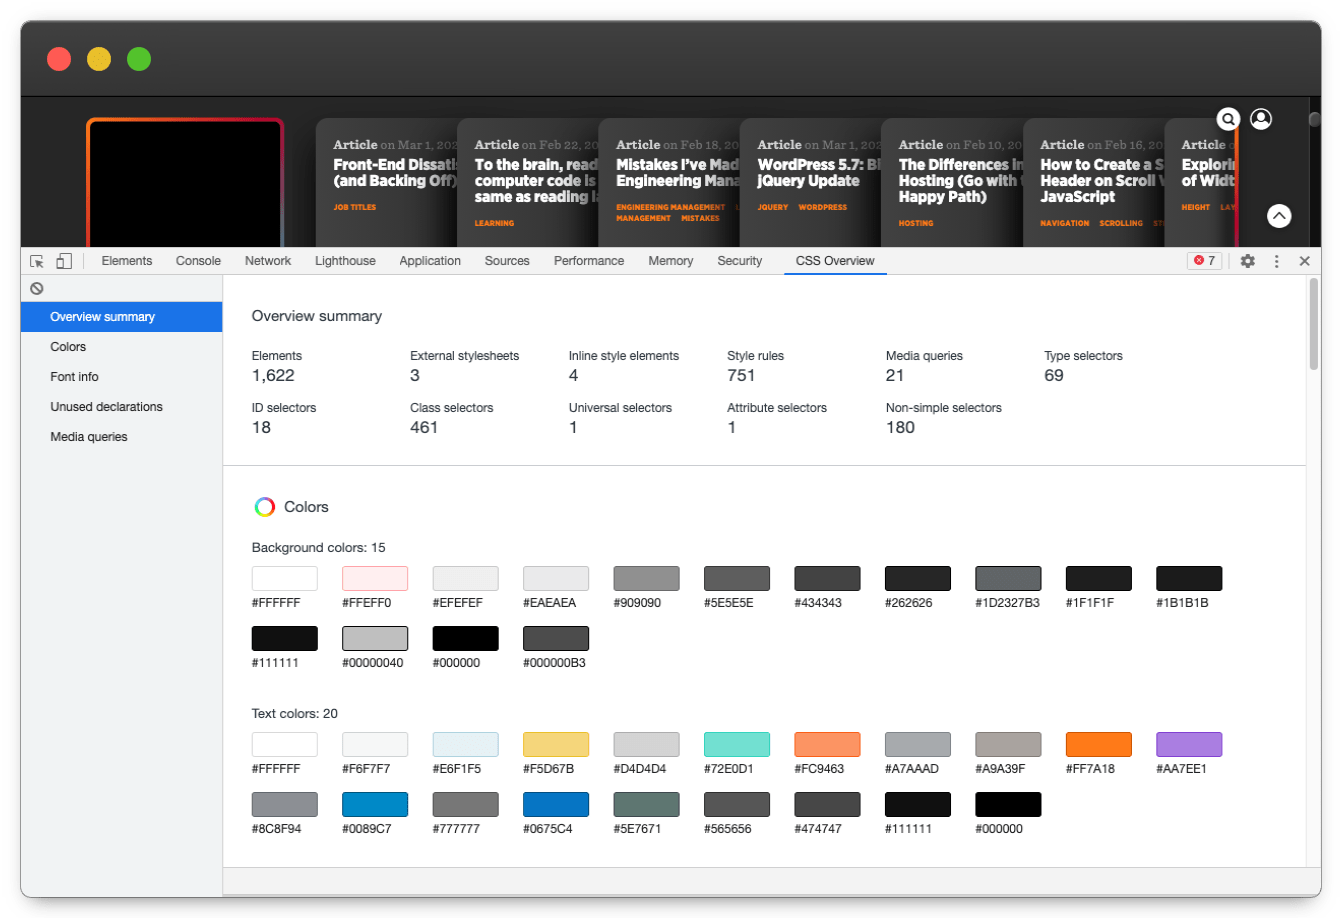 Article on Mar 1, 202
Front-End Dissati
(and Backing Off)
JOB TITLES
Article on Feb 22, 20
To the brain, read
computer code is
same as reading l
LEARNING
Article on Feb 18, 20
Mistakes I've Mad
Engineering Mana
ENGINEERING MANAGEMENT
MANAGEMENT MISTAKES
Article on Mar 1, 202
WordPress 5.7: Bi
jQuery Update
JQUERY WORDPRESS
Article on Feb 10, 20
The Differences in
Hosting (Go with t
Happy Path)
HOSTING
Article on Feb 16, 20
How to Create a S
Header on Scroll V
JavaScript
NAVIGATION SCROLLING ST
Article o
Explorin
of Widt
HEIGHT LAY
Elements Console Network Lighthouse Application Sources Performance Memory Security CSS Overview 7
Overview summary
Colors
Font info
Unused declarations
Media queries
Overview summary
Elements External stylesheets Inline style elements Style rules Media queries Type selectors
1,622 3 4 751 21 69
ID selectors Class selectors Universal selectors Attribute selectors Non-simple selectors
18 461 1 1 180
Colors
Background colors: 15
#FFFFFF #FFEFF0 #EFEFEF #EAEAEA #909090 #5E5E5E #434343 #262626 #1D2327B3 #1F1F1F #1B1B1B
#111111 #00000040 #000000 #000000B3
Text colors: 20
#FFFFFF #F6F7F7 #E6F1F5 #F5D67B #D4D4D4 #72E0D1 #FC9463 #A7AAAD #A9A39F #FF7A18 #AA7EE1
#8C8F94 #0089C7 #777777 #0675C4 #5E7671 #565656 #474747 #111111 #000000